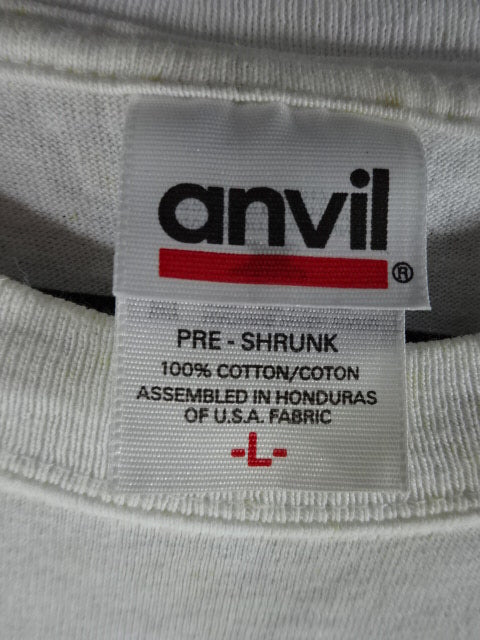 anvil®
PRE - SHRUNK
100% COTTON/COTON
ASSEMBLED IN HONDURAS
OF U.S.A. FABRIC
-L-